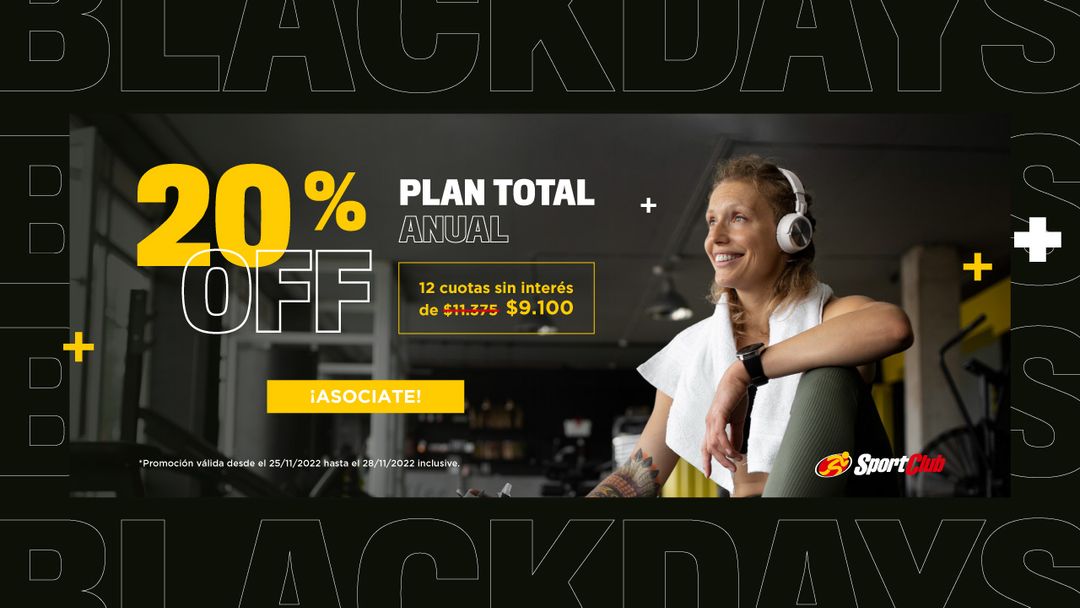 BLACKDAYS
20%
OFF
PLAN TOTAL
ANUAL
12 cuotas sin interés
de $11.375 $9.100
¡ASOCIATE!
*Promoción válida desde el 25/11/2022 hasta el 28/11/2022 inclusive.
SportClub
B
B
B
S
S
BLACKDAYS